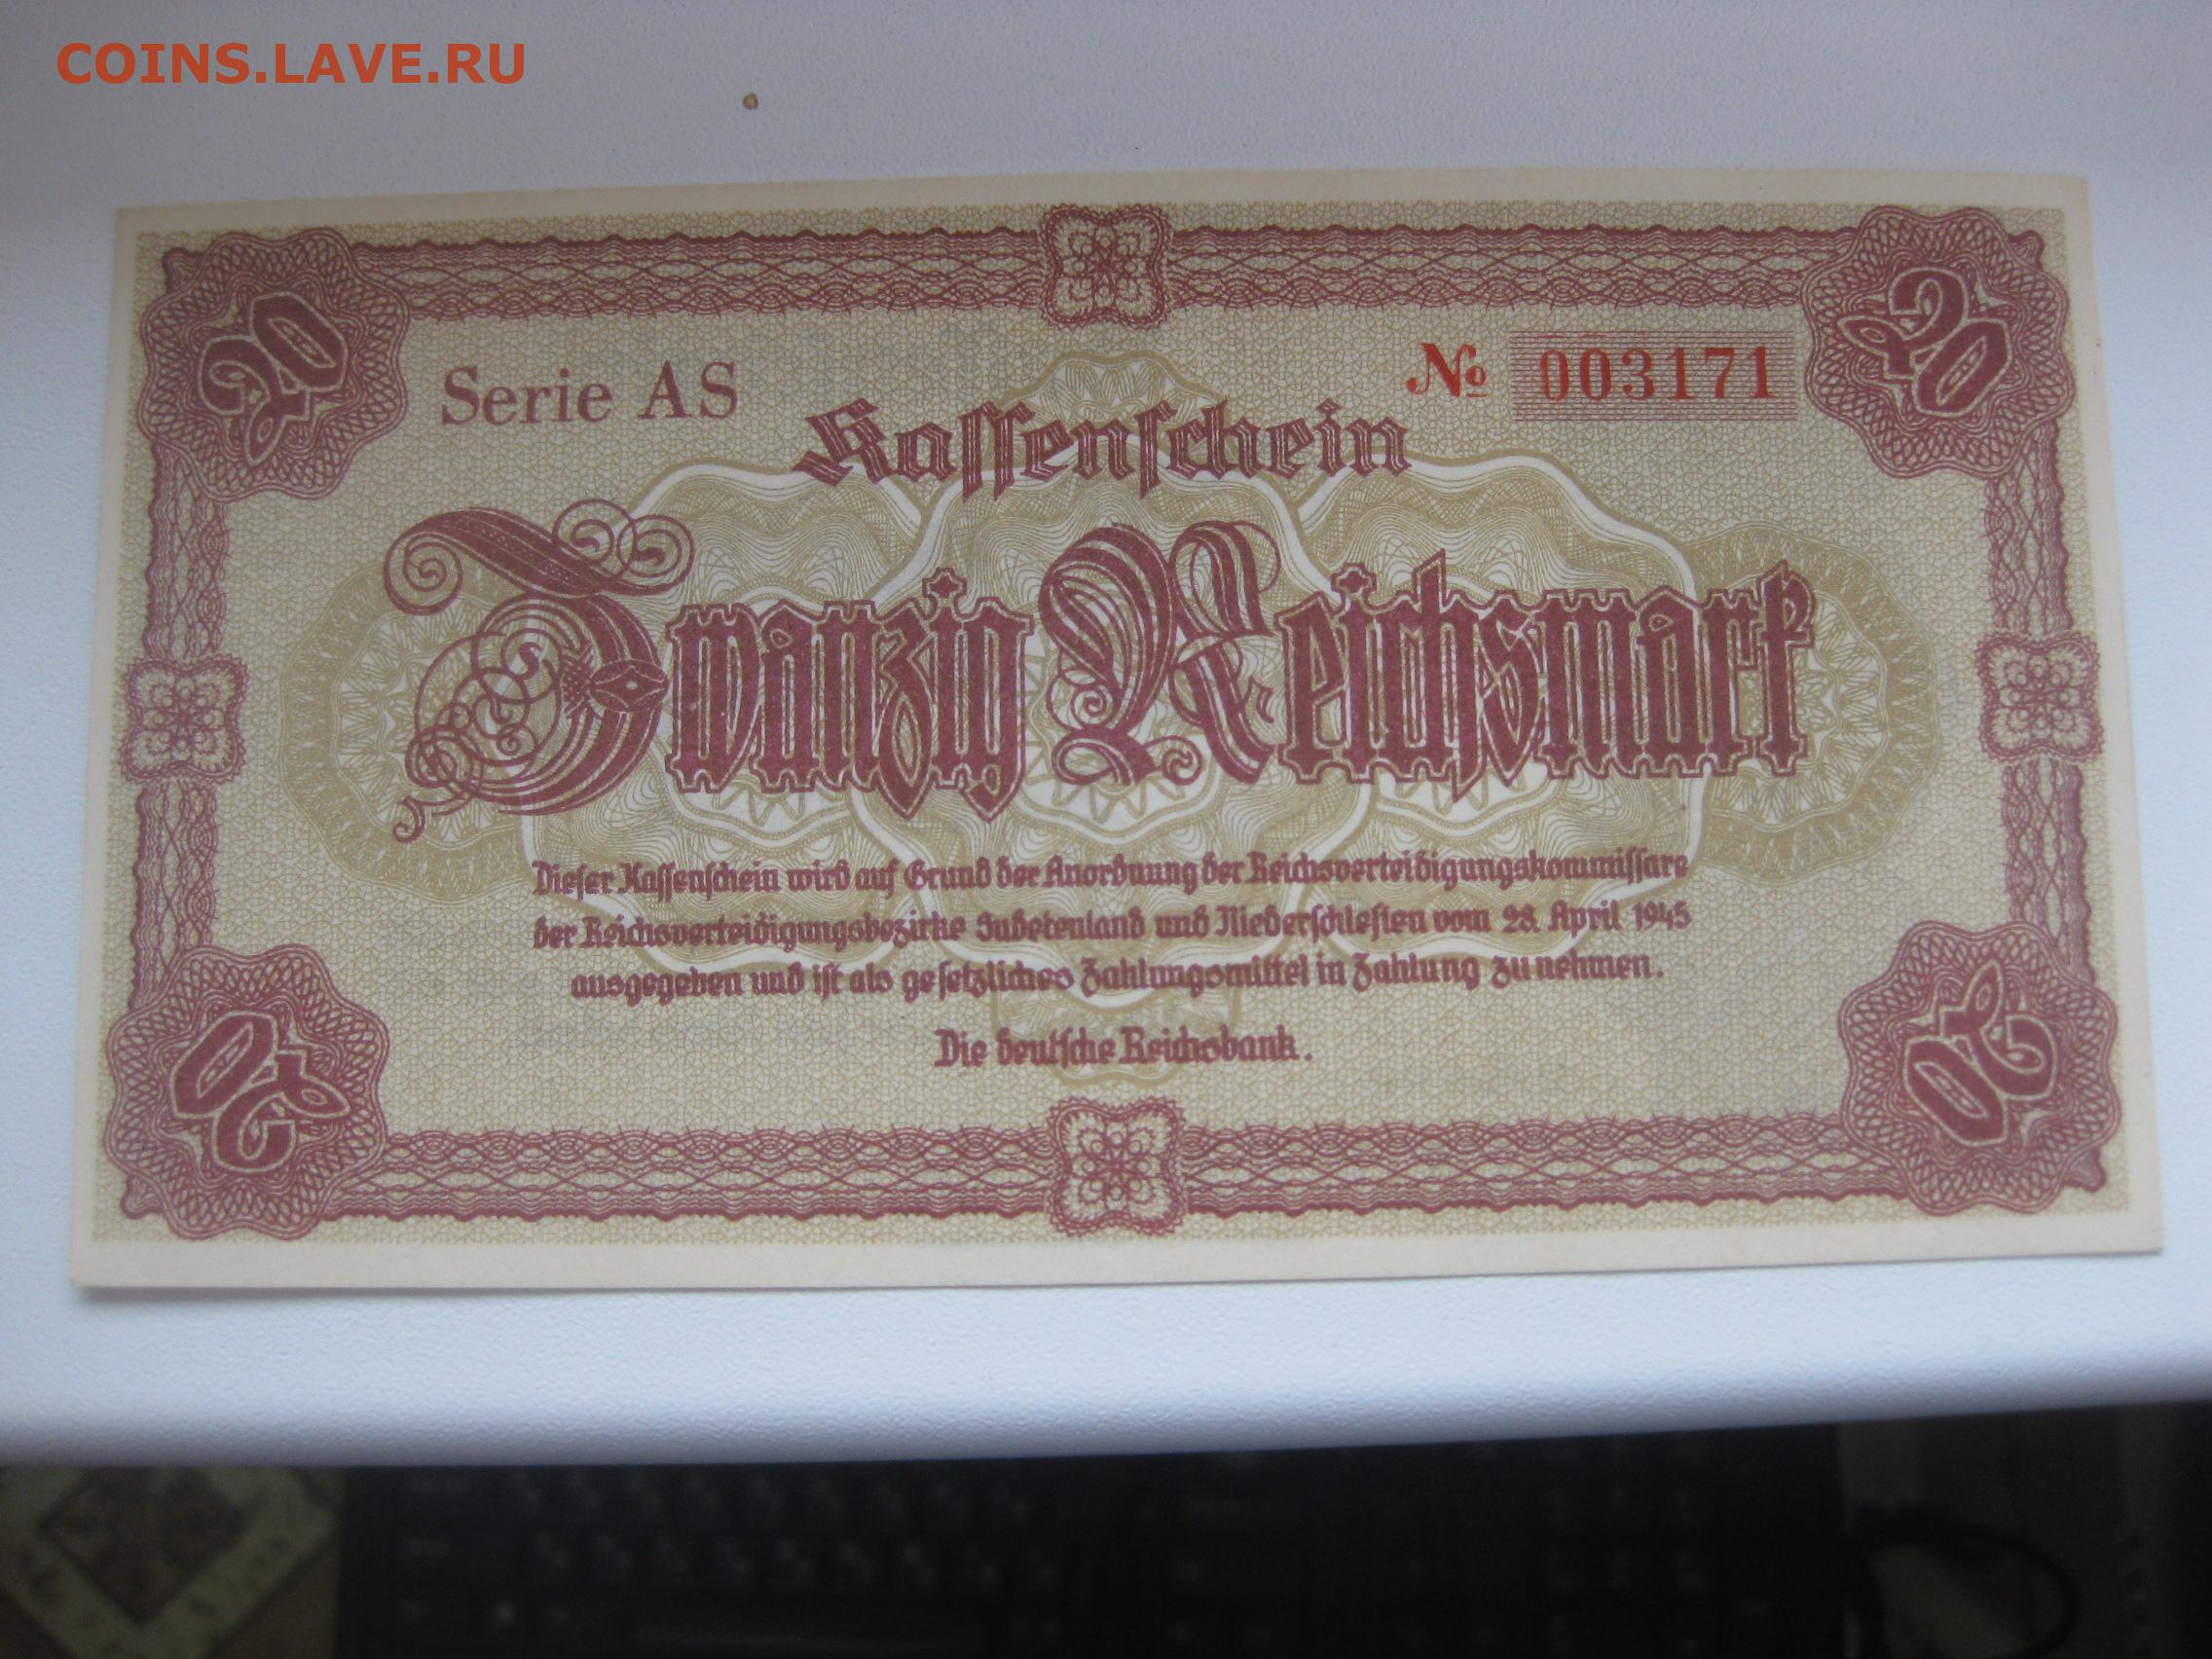 COINS.LAVE.RU
20
20
Serie AS
№ 003171
Kassenschein
Zwanzig Reichsmark
Dieser Kassenschein wird auf Grund der Anordnung der Reichsverteidigungskommissare
der Reichsverteidigungsbezirke Sudetenland und Niederschlesien vom 28. April 1945
ausgegeben und ist als gesetzliches Zahlungsmittel in Zahlung zu nehmen.
Die deutsche Reichsbank.
20
20